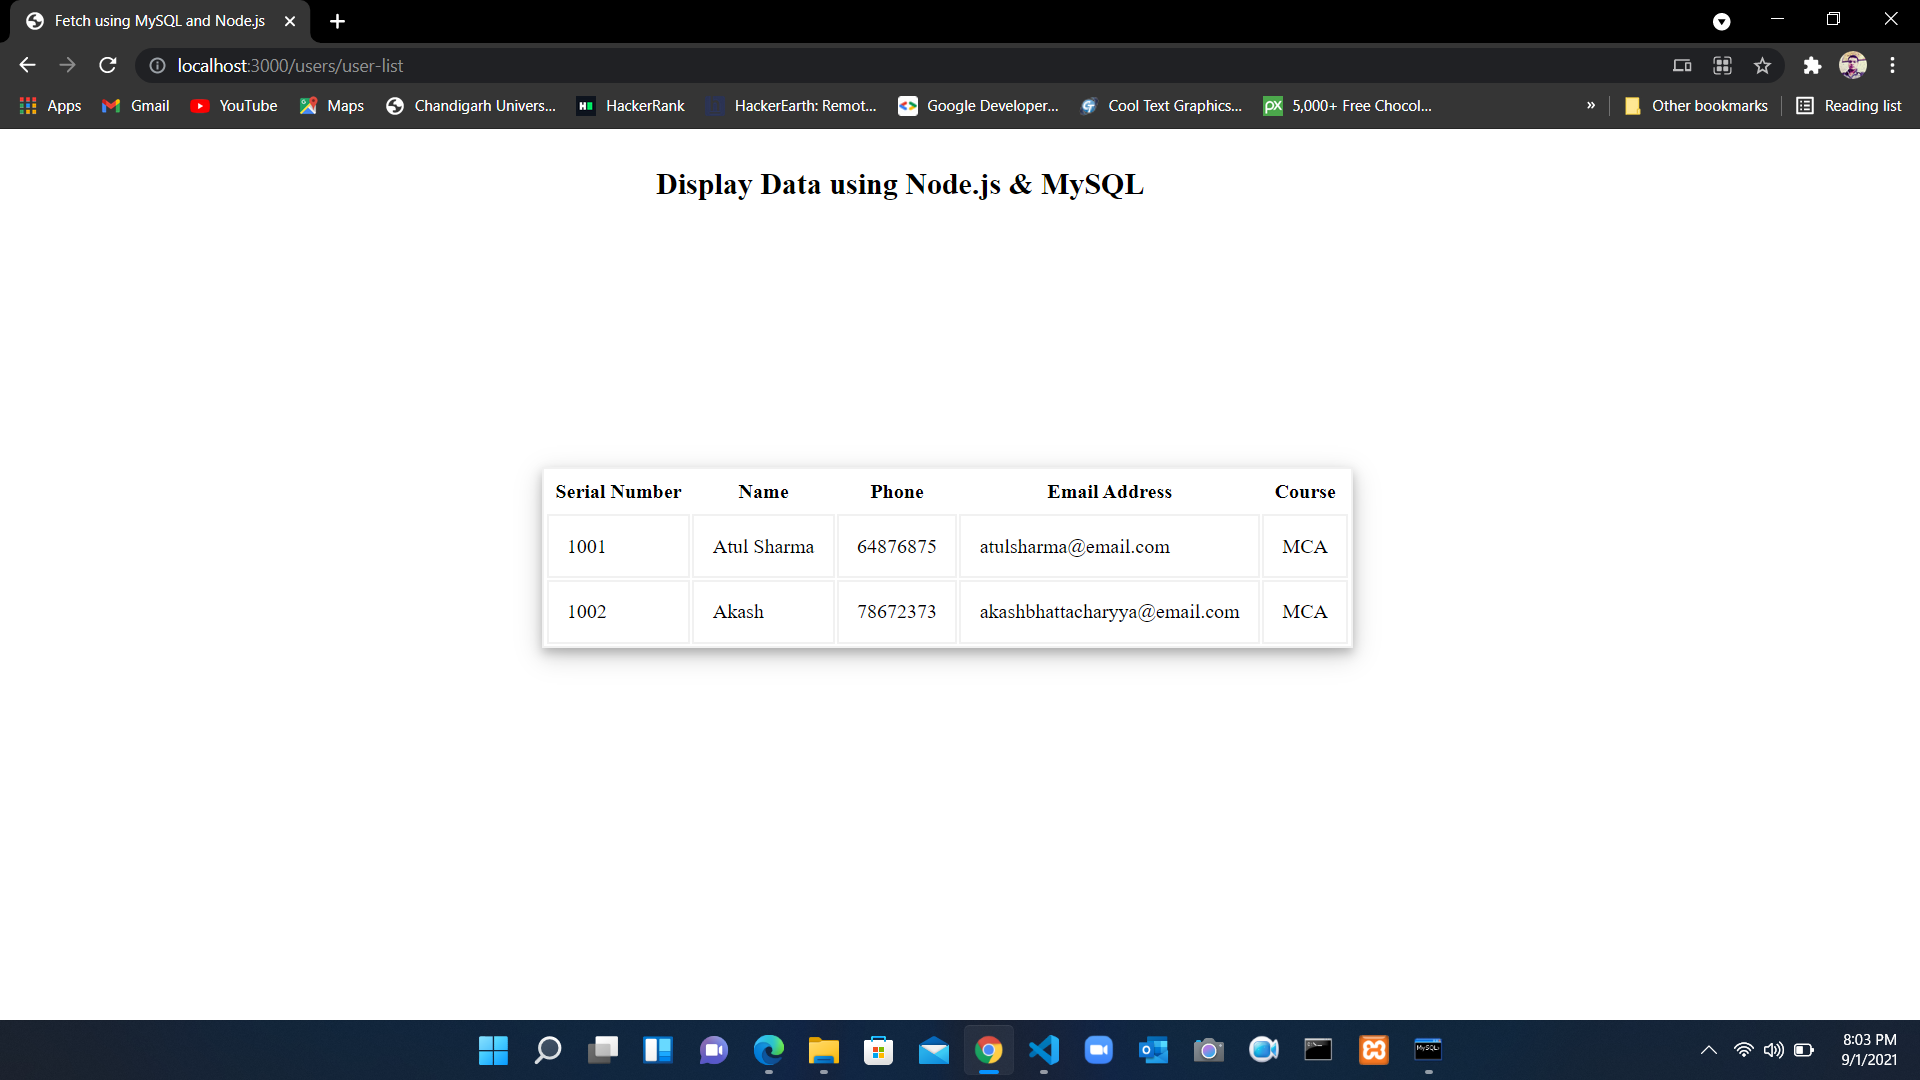 Fetch using MySQL and Node.js
localhost:3000/users/user-list
Apps Gmail YouTube Maps Chandigarh Univers... HackerRank HackerEarth: Remot... Google Developer... Cool Text Graphics... px 5,000+ Free Chocol... » Other bookmarks Reading list
Display Data using Node.js & MySQL
Serial Number Name Phone Email Address Course
1001 Atul Sharma 64876875 atulsharma@email.com MCA
1002 Akash 78672373 akashbhattacharyya@email.com MCA
8:03 PM
9/1/2021